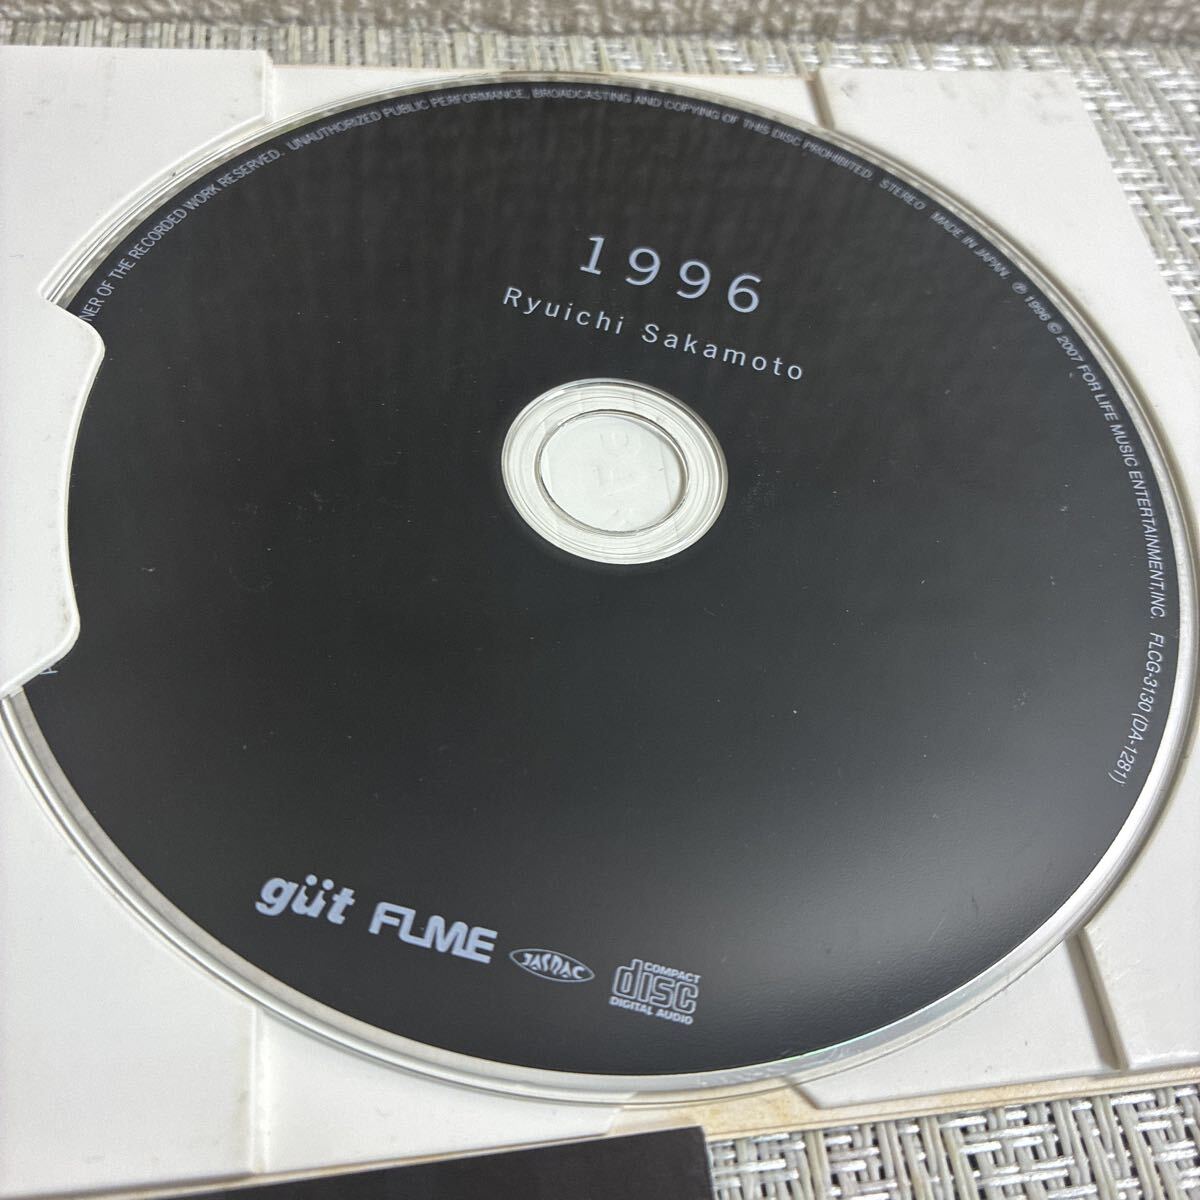 NER OF THE RECORDED WORK RESERVED. UNAUTHORIZED PUBLIC PERFORMANCE, BROADCASTING AND COPYING OF THIS DISC PROHIBITED. STEREO MADE IN JAPAN. ℗ 1996 © 2007 FOR LIFE MUSIC ENTERTAINMENT,INC. FLCG-3130 (DA-1281)
1996
Ryuichi Sakamoto
güt FLME JASRAC COMPACT disc DIGITAL AUDIO